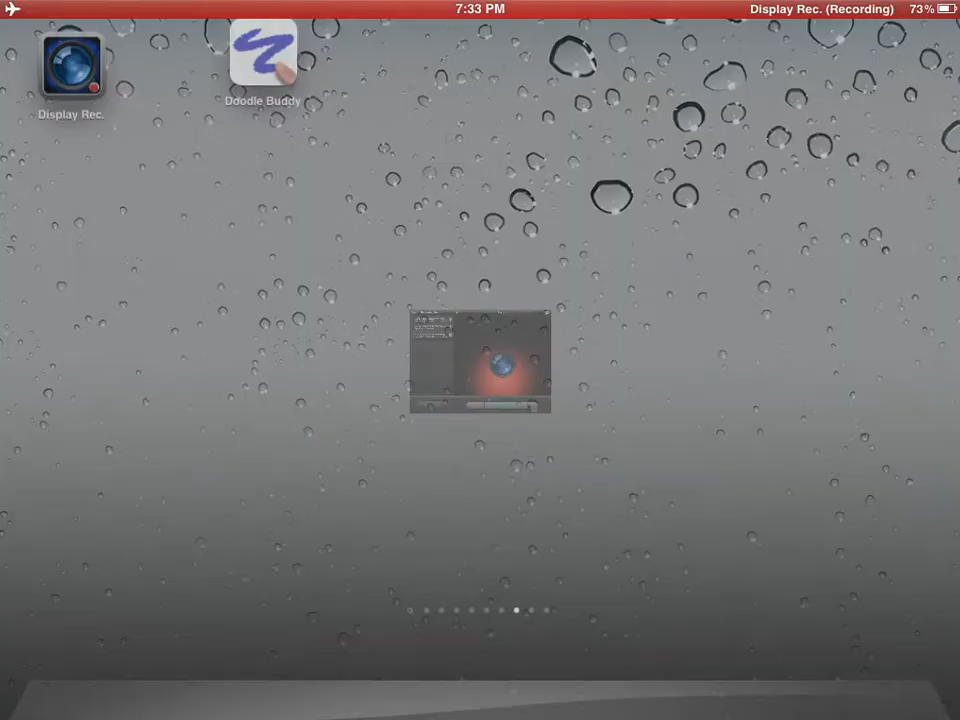 7:33 PM
Display Rec. (Recording)
73%
Display Rec.
Doodle Buddy